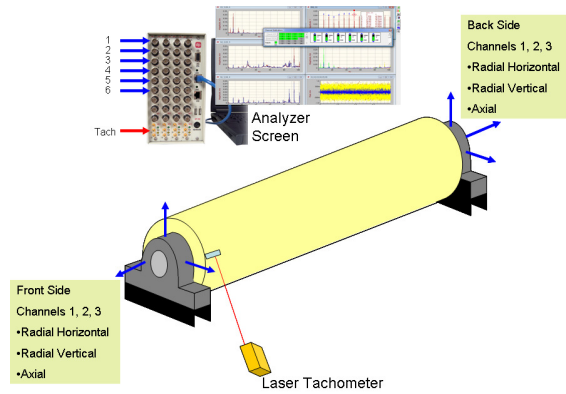 1
2
3
4
5
6
Tach
Analyzer
Screen
Back Side
Channels 1, 2, 3
•Radial Horizontal
•Radial Vertical
•Axial
Front Side
Channels 1, 2, 3
•Radial Horizontal
•Radial Vertical
•Axial
Laser Tachometer